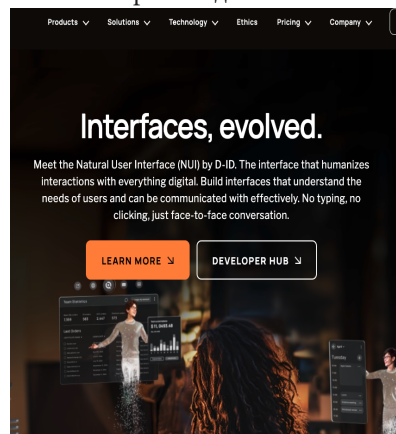 Products Solutions Technology Ethics Pricing Company
Interfaces, evolved.
Meet the Natural User Interface (NUI) by D-ID. The interface that humanizes
interactions with everything digital. Build interfaces that understand the
needs of users and can be communicated with effectively. No typing, no
clicking, just face-to-face conversation.
LEARN MORE DEVELOPER HUB
Tuesday